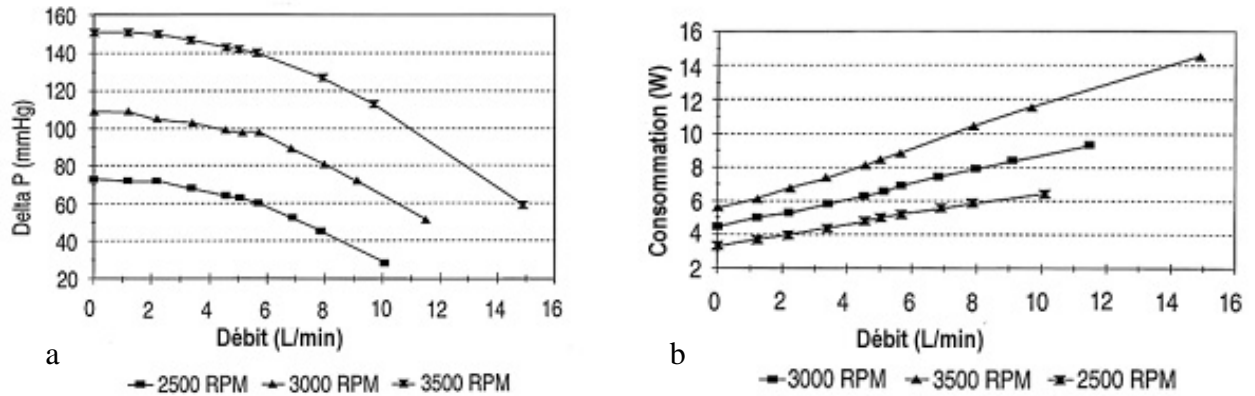 160
140
120
100
80
60
40
20
Delta P (mmHg)
0 2 4 6 8 10 12 14 16
Débit (L/min)
a
2500 RPM 3000 RPM 3500 RPM
16
14
12
10
8
6
4
2
Consommation (W)
0 2 4 6 8 10 12 14 16
Débit (L/min)
b
3000 RPM 3500 RPM 2500 RPM